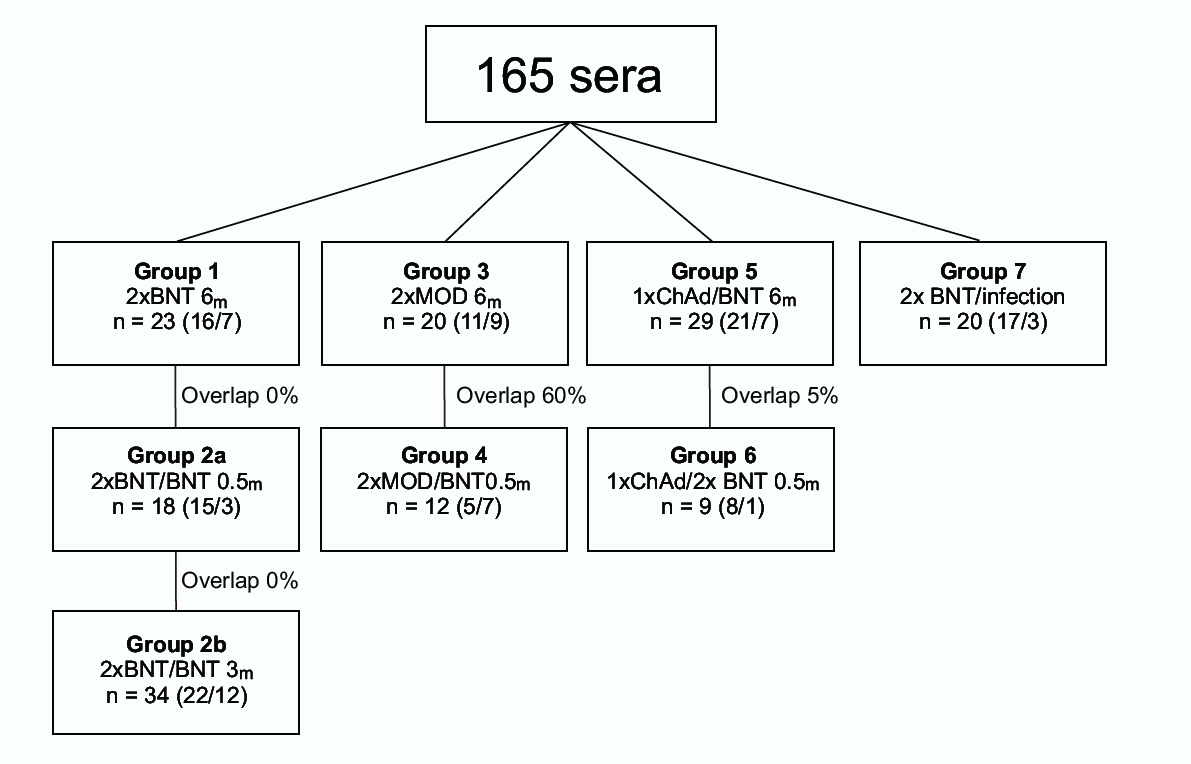 165 sera
Group 1
2xBNT 6m
n = 23 (16/7)
Group 3
2xMOD 6m
n = 20 (11/9)
Group 5
1xChAd/BNT 6m
n = 29 (21/7)
Group 7
2x BNT/infection
n = 20 (17/3)
Overlap 0%
Overlap 60%
Overlap 5%
Group 2a
2xBNT/BNT 0.5m
n = 18 (15/3)
Group 4
2xMOD/BNT0.5m
n = 12 (5/7)
Group 6
1xChAd/2x BNT 0.5m
n = 9 (8/1)
Overlap 0%
Group 2b
2xBNT/BNT 3m
n = 34 (22/12)